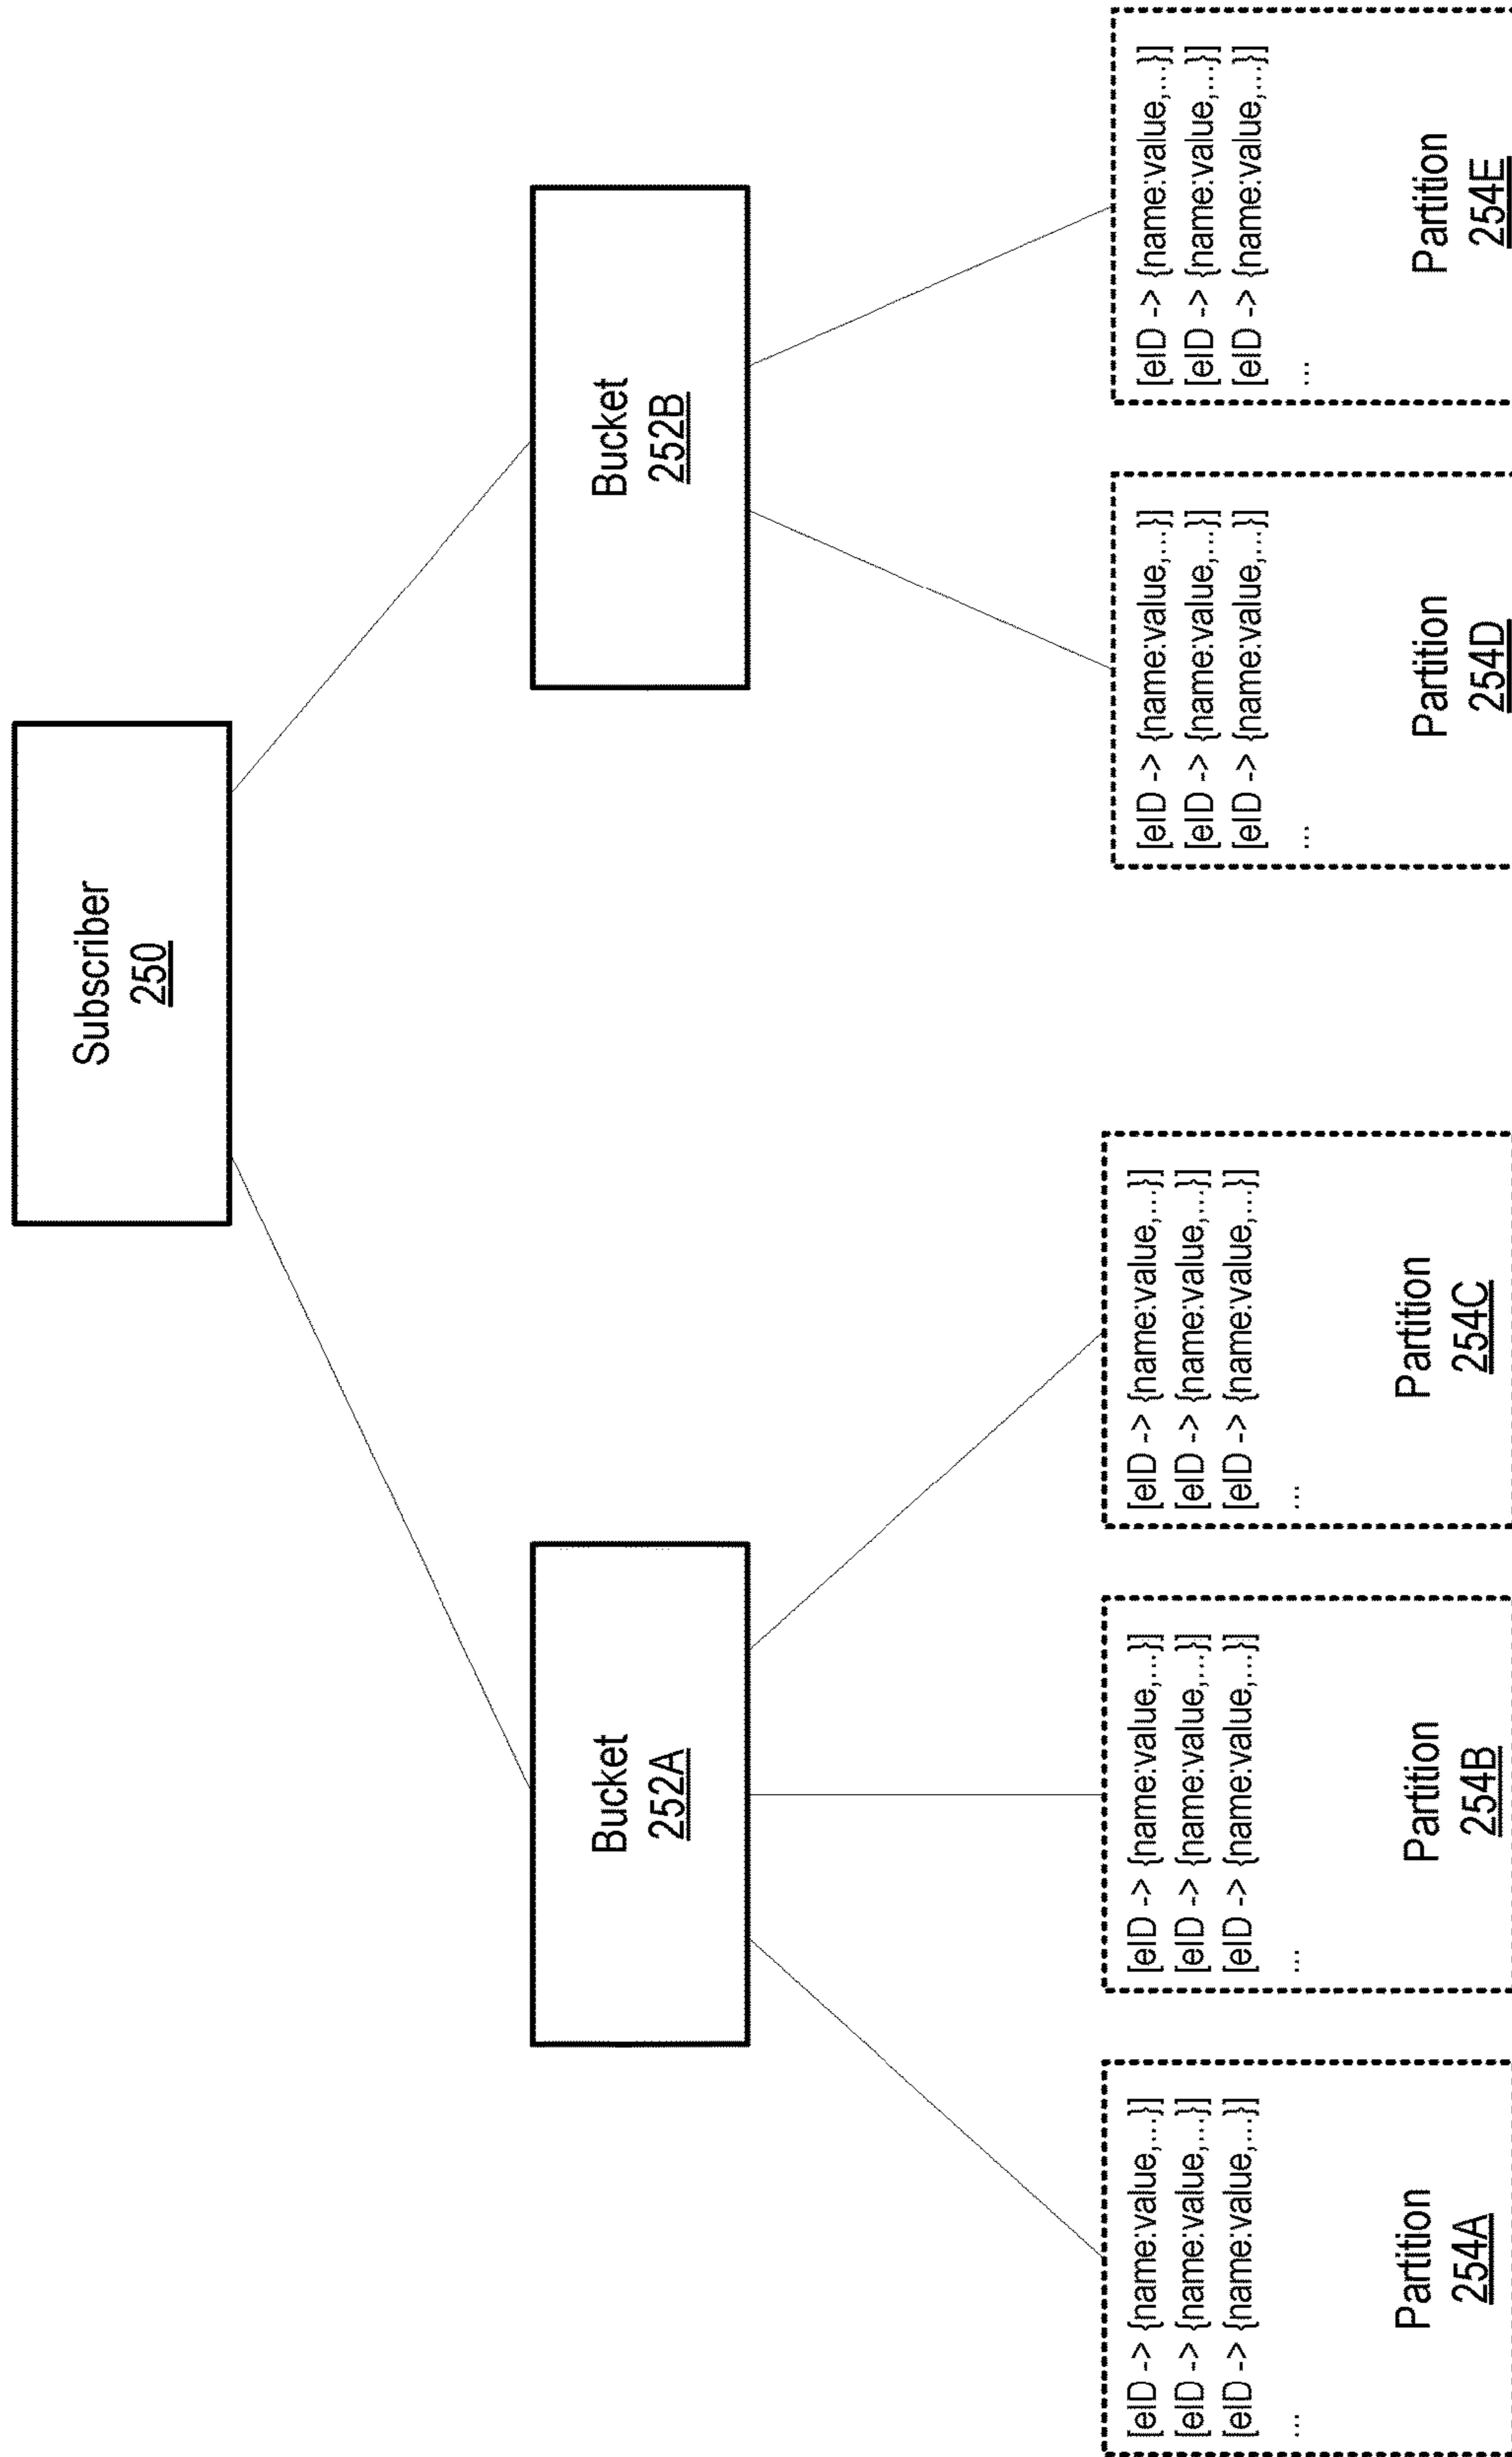 Subscriber
250
Bucket
252A
Bucket
252B
[eID -> {name:value,...}]
[eID -> {name:value,...}]
[eID -> {name:value,...}]
...
Partition
254A
[eID -> {name:value,...}]
[eID -> {name:value,...}]
[eID -> {name:value,...}]
...
Partition
254B
[eID -> {name:value,...}]
[eID -> {name:value,...}]
[eID -> {name:value,...}]
...
Partition
254C
[eID -> {name:value,...}]
[eID -> {name:value,...}]
[eID -> {name:value,...}]
...
Partition
254D
[eID -> {name:value,...}]
[eID -> {name:value,...}]
[eID -> {name:value,...}]
...
Partition
254E